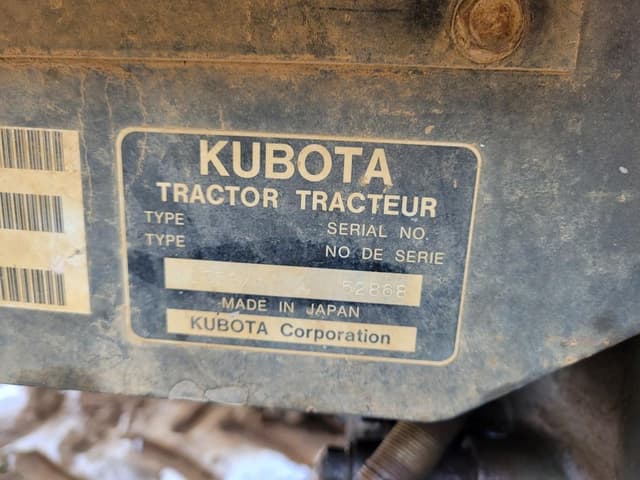 KUBOTA
TRACTOR TRACTEUR
TYPE SERIAL NO.
TYPE NO DE SERIE
52868
MADE IN JAPAN
KUBOTA Corporation